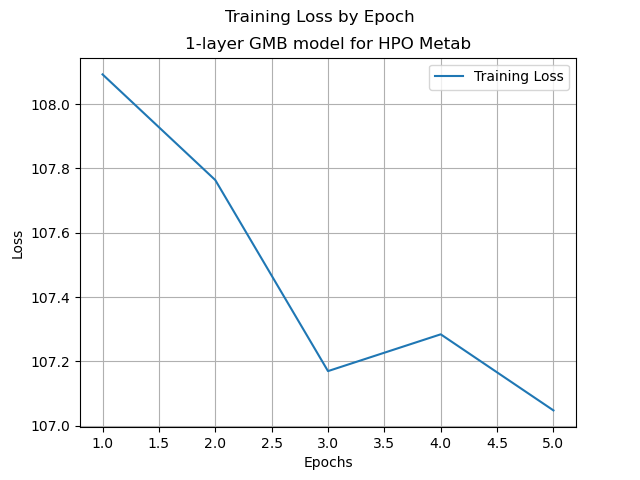 Training Loss by Epoch
1-layer GMB model for HPO Metab
Training Loss
108.0
107.8
107.6
107.4
107.2
107.0
Loss
1.0 1.5 2.0 2.5 3.0 3.5 4.0 4.5 5.0
Epochs